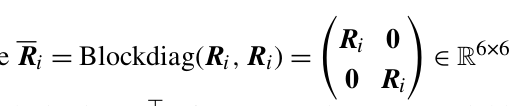 e R̅ᵢ = Blockdiag(Rᵢ, Rᵢ) = (Rᵢ 0
0 Rᵢ) ∈ ℝ⁶ˣ⁶